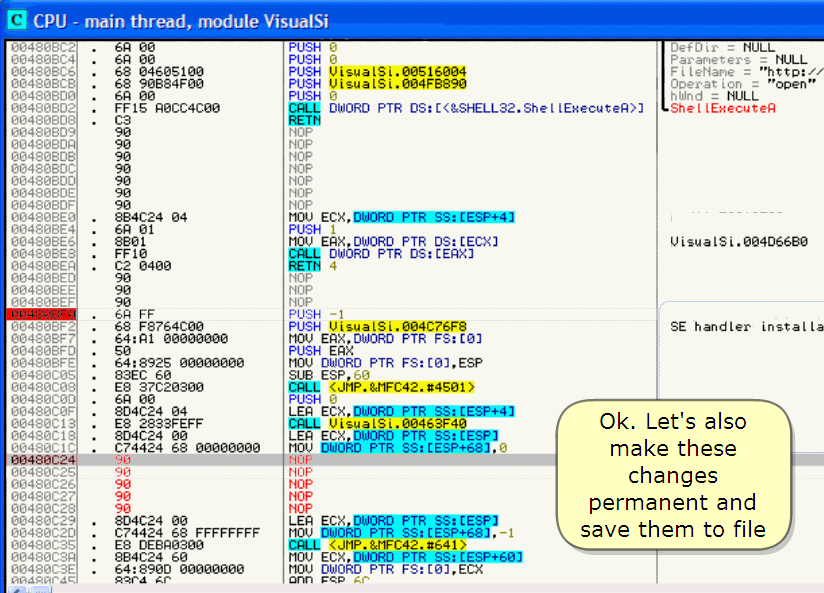 C CPU - main thread, module VisualSi
00480BC2 . 6A 00 PUSH 0 DefDir = NULL
00480BC4 . 6A 00 PUSH 0 Parameters = NULL
00480BC6 . 68 04605100 PUSH VisualSi.00516004 FileName = "http://
00480BCB . 68 90B84F00 PUSH VisualSi.004FB890 Operation = "open"
00480BD0 . 6A 00 PUSH 0 hWnd = NULL
00480BD2 . FF15 A0CC4C00 CALL DWORD PTR DS:[<&SHELL32.ShellExecuteA>] ShellExecuteA
00480BD8 . C3 RETN
00480BD9 90 NOP
00480BDA 90 NOP
00480BDB 90 NOP
00480BDC 90 NOP
00480BDD 90 NOP
00480BDE 90 NOP
00480BDF 90 NOP
00480BE0 . 8B4C24 04 MOV ECX,DWORD PTR SS:[ESP+4]
00480BE4 . 6A 01 PUSH 1
00480BE6 . 8B01 MOV EAX,DWORD PTR DS:[ECX] VisualSi.004D66B0
00480BE8 . FF10 CALL DWORD PTR DS:[EAX]
00480BEA . C2 0400 RETN 4
00480BED 90 NOP
00480BEE 90 NOP
00480BEF 90 NOP
00480BF0 . 6A FF PUSH -1
00480BF2 . 68 F8764C00 PUSH VisualSi.004C76F8 SE handler installa
00480BF7 . 64:A1 00000000 MOV EAX,DWORD PTR FS:[0]
00480BFD . 50 PUSH EAX
00480BFE . 64:8925 00000000 MOV DWORD PTR FS:[0],ESP
00480C05 . 83EC 60 SUB ESP,60
00480C08 . E8 37C20300 CALL <JMP.&MFC42.#4501>
00480C0D . 6A 00 PUSH 0
00480C0F . 8D4C24 04 LEA ECX,DWORD PTR SS:[ESP+4]
00480C13 . E8 2833FEFF CALL VisualSi.00463F40
00480C18 . 8D4C24 00 LEA ECX,DWORD PTR SS:[ESP]
00480C1C . C74424 68 00000000 MOV DWORD PTR SS:[ESP+68],0
00480C24 90 NOP
00480C25 90 NOP
00480C26 90 NOP
00480C27 90 NOP
00480C28 90 NOP
00480C29 . 8D4C24 00 LEA ECX,DWORD PTR SS:[ESP]
00480C2D . C74424 68 FFFFFFFF MOV DWORD PTR SS:[ESP+68],-1
00480C35 . E8 DEBA0300 CALL <JMP.&MFC42.#641>
00480C3A . 8B4C24 60 MOV ECX,DWORD PTR SS:[ESP+60]
00480C3E . 64:890D 00000000 MOV DWORD PTR FS:[0],ECX
00480C45 . 83C4 6C ADD ESP,6C
Ok. Let's also
make these
changes
permanent and
save them to file